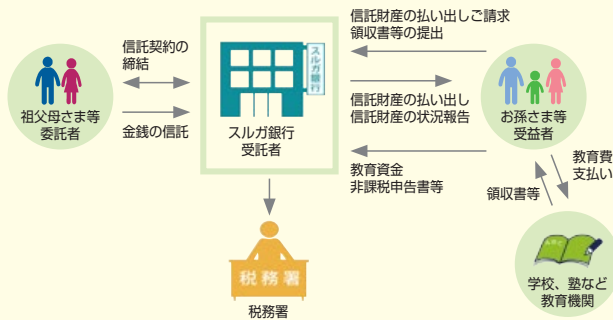 信託財産の払い出しご請求
領収書等の提出
信託契約の
締結
スルガ銀行
祖父母さま等
委託者
金銭の信託
スルガ銀行
受託者
信託財産の払い出し
信託財産の状況報告
お孫さま等
受益者
教育資金
非課税申告書等
教育費
支払い
領収書等
税務署
税務署
学校、塾など
教育機関